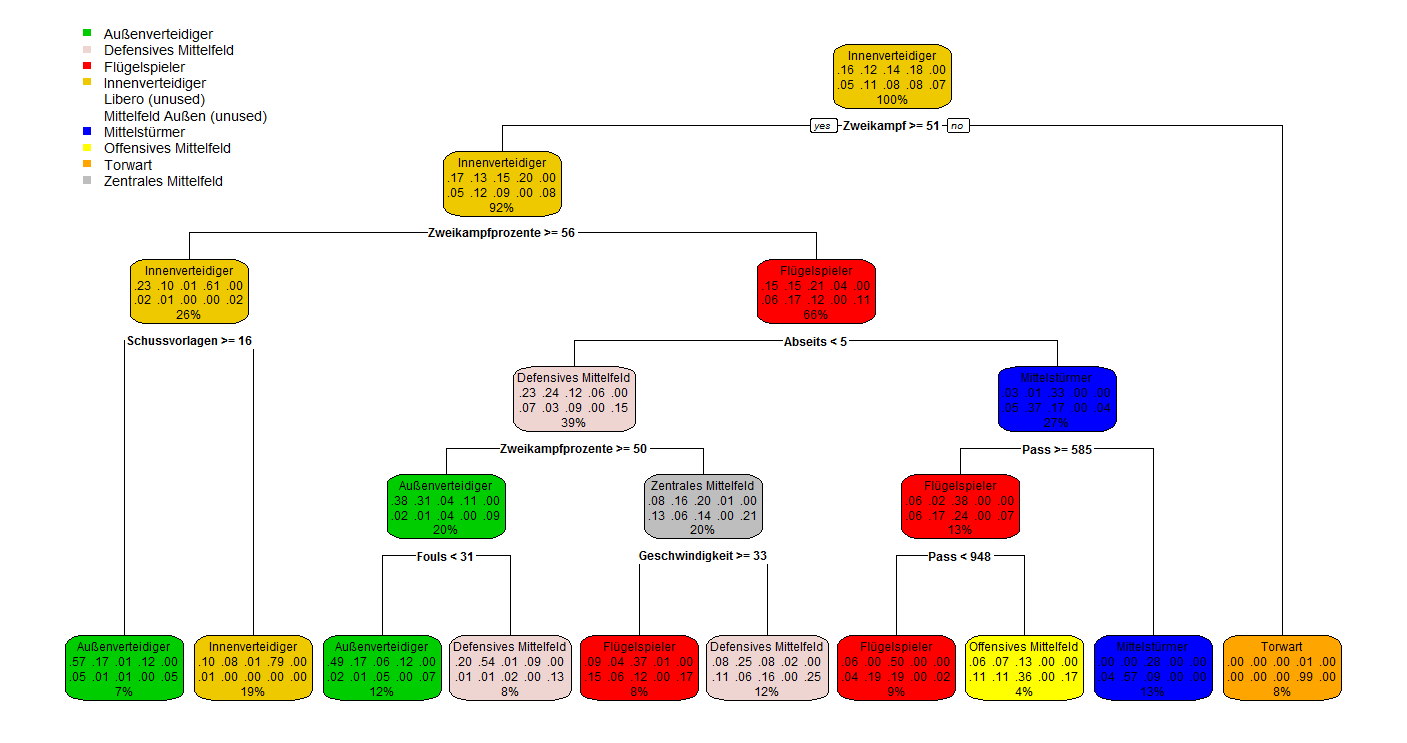 Außenverteidiger
Defensives Mittelfeld
Flügelspieler
Innenverteidiger
Libero (unused)
Mittelfeld Außen (unused)
Mittelstürmer
Offensives Mittelfeld
Torwart
Zentrales Mittelfeld
Innenverteidiger
.16 .12 .14 .18 .00
.05 .11 .08 .08 .07
100%
yes Zweikampf >= 51 no
Innenverteidiger
.17 .13 .15 .20 .00
.05 .12 .09 .00 .08
92%
Zweikampfprozente >= 56
Innenverteidiger
.23 .10 .01 .61 .00
.02 .01 .00 .00 .02
26%
Flügelspieler
.15 .15 .21 .04 .00
.06 .17 .12 .00 .11
66%
Schussvorlagen >= 16
Abseits < 5
Defensives Mittelfeld
.23 .24 .12 .06 .00
.07 .03 .09 .00 .15
39%
Mittelstürmer
.03 .01 .33 .00 .00
.05 .37 .17 .00 .04
27%
Zweikampfprozente >= 50
Pass >= 585
Außenverteidiger
.38 .31 .04 .11 .00
.02 .01 .04 .00 .09
20%
Zentrales Mittelfeld
.08 .16 .20 .01 .00
.13 .06 .14 .00 .21
20%
Flügelspieler
.06 .02 .38 .00 .00
.06 .17 .24 .00 .07
13%
Fouls < 31
Geschwindigkeit >= 33
Pass < 948
Außenverteidiger
.57 .17 .01 .12 .00
.05 .01 .01 .00 .05
7%
Innenverteidiger
.10 .08 .01 .79 .00
.01 .00 .00 .00 .00
19%
Außenverteidiger
.49 .17 .06 .12 .00
.02 .01 .05 .00 .07
12%
Defensives Mittelfeld
.20 .54 .01 .09 .00
.01 .01 .02 .00 .13
8%
Flügelspieler
.09 .04 .37 .01 .00
.15 .06 .12 .00 .17
8%
Defensives Mittelfeld
.08 .25 .08 .02 .00
.11 .06 .16 .00 .25
12%
Flügelspieler
.06 .00 .50 .00 .00
.04 .19 .19 .00 .02
9%
Offensives Mittelfeld
.06 .07 .13 .00 .00
.11 .11 .36 .00 .17
4%
Mittelstürmer
.00 .00 .28 .00 .00
.04 .57 .09 .00 .00
13%
Torwart
.00 .00 .00 .01 .00
.00 .00 .00 .99 .00
8%